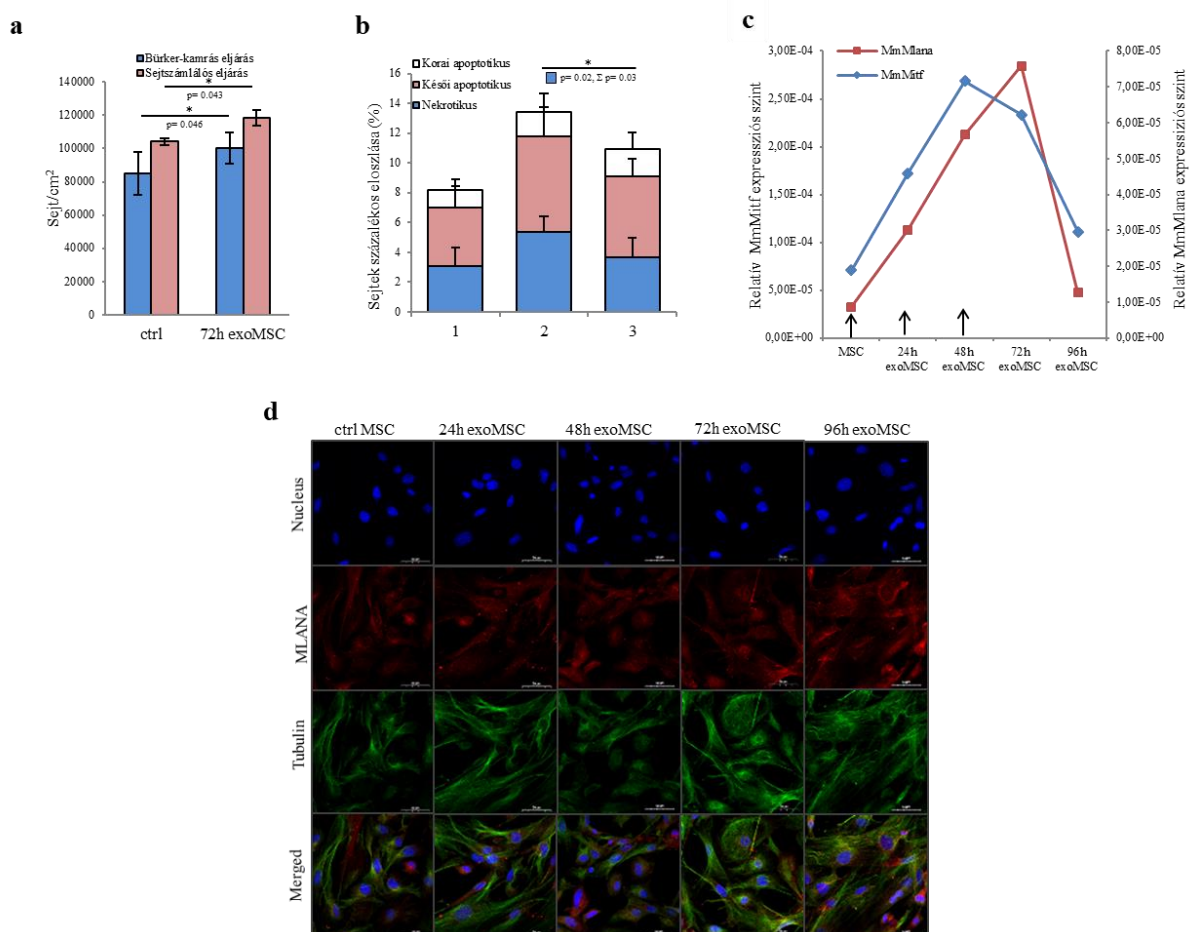 a
Bürker-kamrás eljárás
Sejtszámlálós eljárás
140000
120000
100000
80000
60000
40000
20000
0
Sejt/cm²
*
p= 0.043
*
p= 0.046
ctrl
72h exoMSC
b
Korai apoptotikus
Késői apoptotikus
Nekrotikus
*
p= 0.02, Σ p= 0.03
16
14
12
10
8
6
4
2
0
Sejtek százalékos eloszlása (%)
1
2
3
c
MmMlana
MmMitf
3,00E-04
2,50E-04
2,00E-04
1,50E-04
1,00E-04
5,00E-05
0,00E+00
Relatív MmMitf expressziós szint
8,00E-05
7,00E-05
6,00E-05
5,00E-05
4,00E-05
3,00E-05
2,00E-05
1,00E-05
0,00E+00
Relatív MmMlana expressziós szint
MSC
24h exoMSC
48h exoMSC
72h exoMSC
96h exoMSC
d
ctrl MSC
24h exoMSC
48h exoMSC
72h exoMSC
96h exoMSC
Nucleus
MLANA
Tubulin
Merged